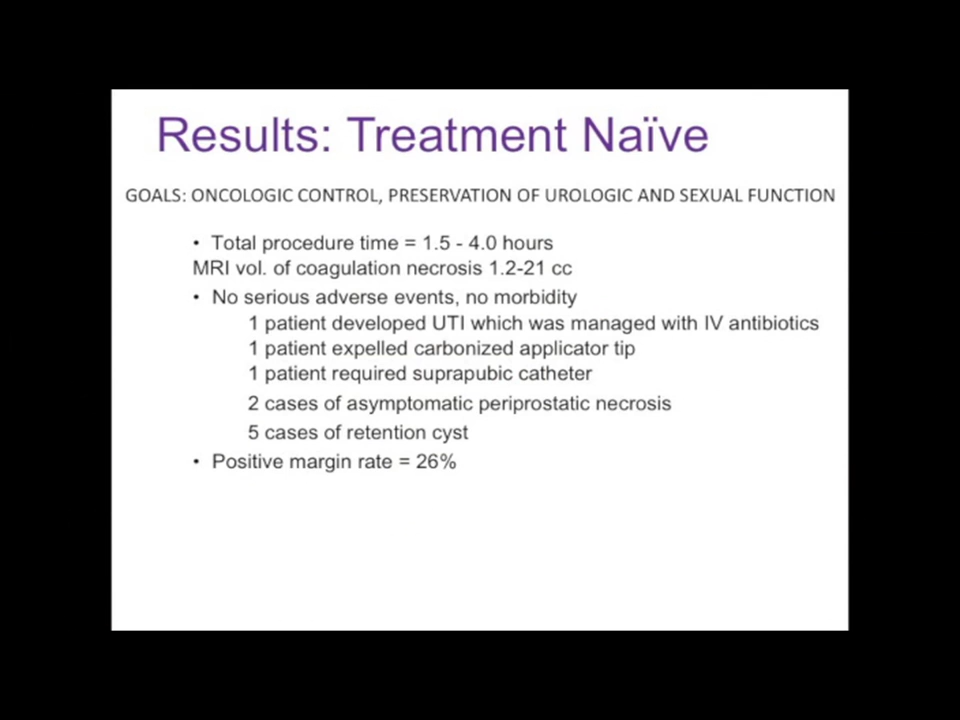 Results: Treatment Naïve
GOALS: ONCOLOGIC CONTROL, PRESERVATION OF UROLOGIC AND SEXUAL FUNCTION
• Total procedure time = 1.5 - 4.0 hours
MRI vol. of coagulation necrosis 1.2-21 cc
• No serious adverse events, no morbidity
1 patient developed UTI which was managed with IV antibiotics
1 patient expelled carbonized applicator tip
1 patient required suprapubic catheter
2 cases of asymptomatic periprostatic necrosis
5 cases of retention cyst
• Positive margin rate = 26%